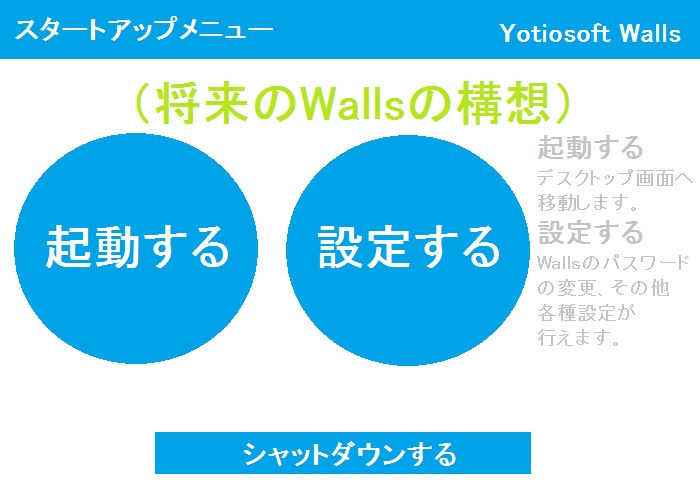 スタートアップメニュー
Yotiosoft Walls
（将来のWallsの構想）
起動する
設定する
起動する
デスクトップ画面へ
移動します。
設定する
Wallsのパスワード
の変更、その他
各種設定が
行えます。
シャットダウンする